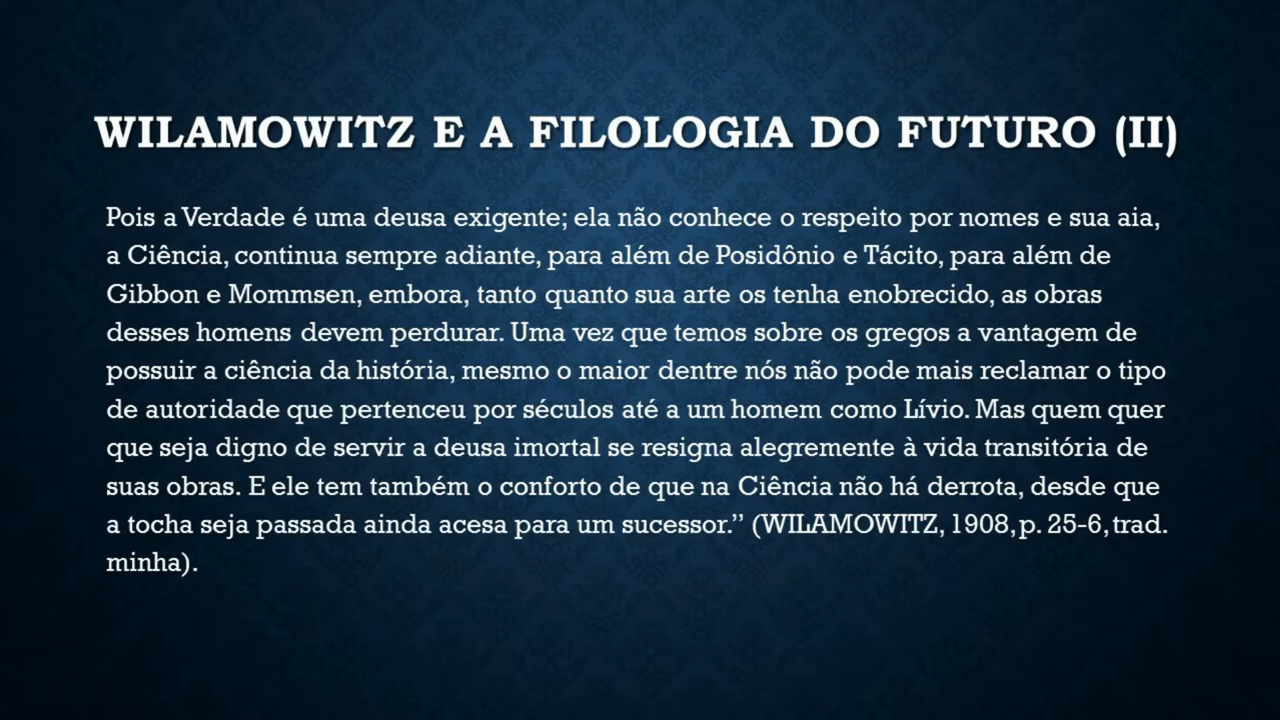 WILAMOWITZ E A FILOLOGIA DO FUTURO (II)
Pois a Verdade é uma deusa exigente; ela não conhece o respeito por nomes e sua aia,
a Ciência, continua sempre adiante, para além de Posidônio e Tácito, para além de
Gibbon e Mommsen, embora, tanto quanto sua arte os tenha enobrecido, as obras
desses homens devem perdurar. Uma vez que temos sobre os gregos a vantagem de
possuir a ciência da história, mesmo o maior dentre nós não pode mais reclamar o tipo
de autoridade que pertenceu por séculos até a um homem como Lívio. Mas quem quer
que seja digno de servir a deusa imortal se resigna alegremente à vida transitória de
suas obras. E ele tem também o conforto de que na Ciência não há derrota, desde que
a tocha seja passada ainda acesa para um sucessor.” (WILAMOWITZ, 1908, p. 25-6, trad.
minha).